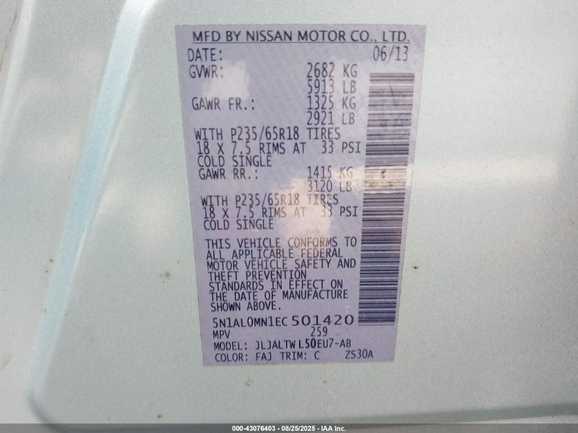 MFD BY NISSAN MOTOR CO., LTD.
DATE: 06/13
GVWR: 2682 KG
5913 LB
GAWR FR.: 1325 KG
2921 LB
WITH P235/65R18 TIRES
18 X 7.5 RIMS AT 33 PSI
COLD SINGLE
GAWR RR.: 1415 KG
3120 LB
WITH P235/65R18 TIRES
18 X 7.5 RIMS AT 33 PSI
COLD SINGLE
THIS VEHICLE CONFORMS TO
ALL APPLICABLE FEDERAL
MOTOR VEHICLE SAFETY AND
THEFT PREVENTION
STANDARDS IN EFFECT ON
THE DATE OF MANUFACTURE
SHOWN ABOVE.
5N1AL0MN1EC501420
MPV 259
MODEL: JLJALTWL50EU7-AB
COLOR: FAJ TRIM: C ZS30A
000-43076403 - 08/25/2025 - IAA Inc.